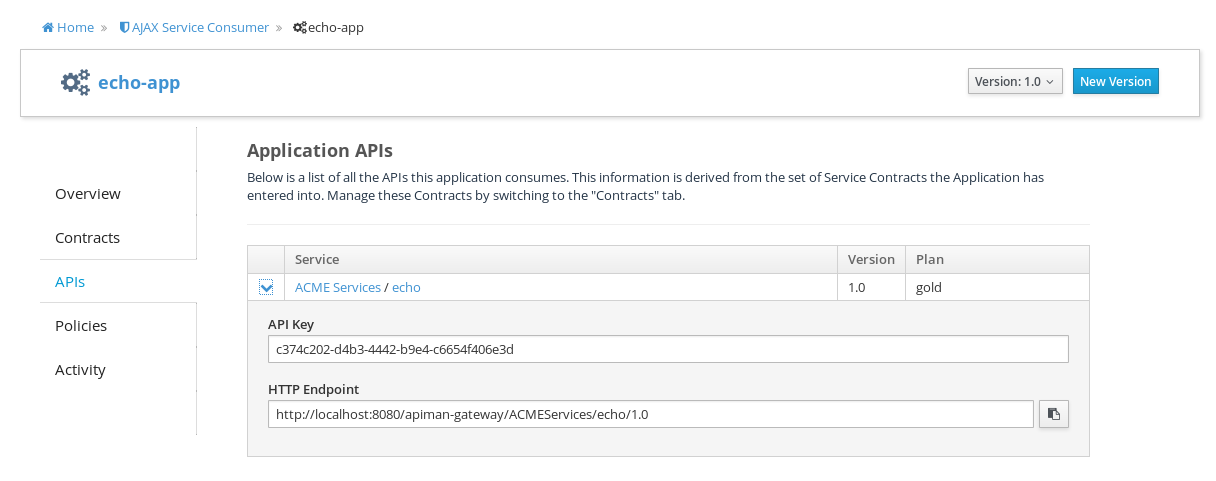 Home » AJAX Service Consumer » echo-app
echo-app
Version: 1.0
New Version
Overview
Contracts
APIs
Policies
Activity
Application APIs
Below is a list of all the APIs this application consumes. This information is derived from the set of Service Contracts the Application has
entered into. Manage these Contracts by switching to the "Contracts" tab.
Service Version Plan
ACME Services / echo 1.0 gold
API Key
c374c202-d4b3-4442-b9e4-c6654f406e3d
HTTP Endpoint
http://localhost:8080/apiman-gateway/ACMEServices/echo/1.0